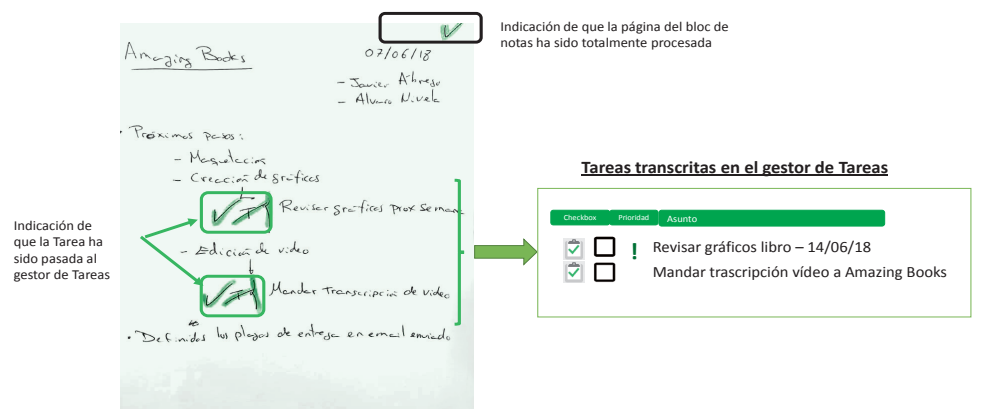 Indicación de que la página del bloc de
notas ha sido totalmente procesada
Amazing Books
07/06/18
- Javier Abrego
- Alvaro Nivela
• Próximos pasos:
- Maquetación
- Creación de gráficos
T Revisar gráficos prox semana
- Edición de video
T Mandar Transcripción de video
• Definidos los plazos de entrega en email enviado
Indicación de
que la Tarea ha
sido pasada al
gestor de Tareas
Tareas transcritas en el gestor de Tareas
Checkbox Prioridad Asunto
! Revisar gráficos libro – 14/06/18
Mandar trascripción vídeo a Amazing Books